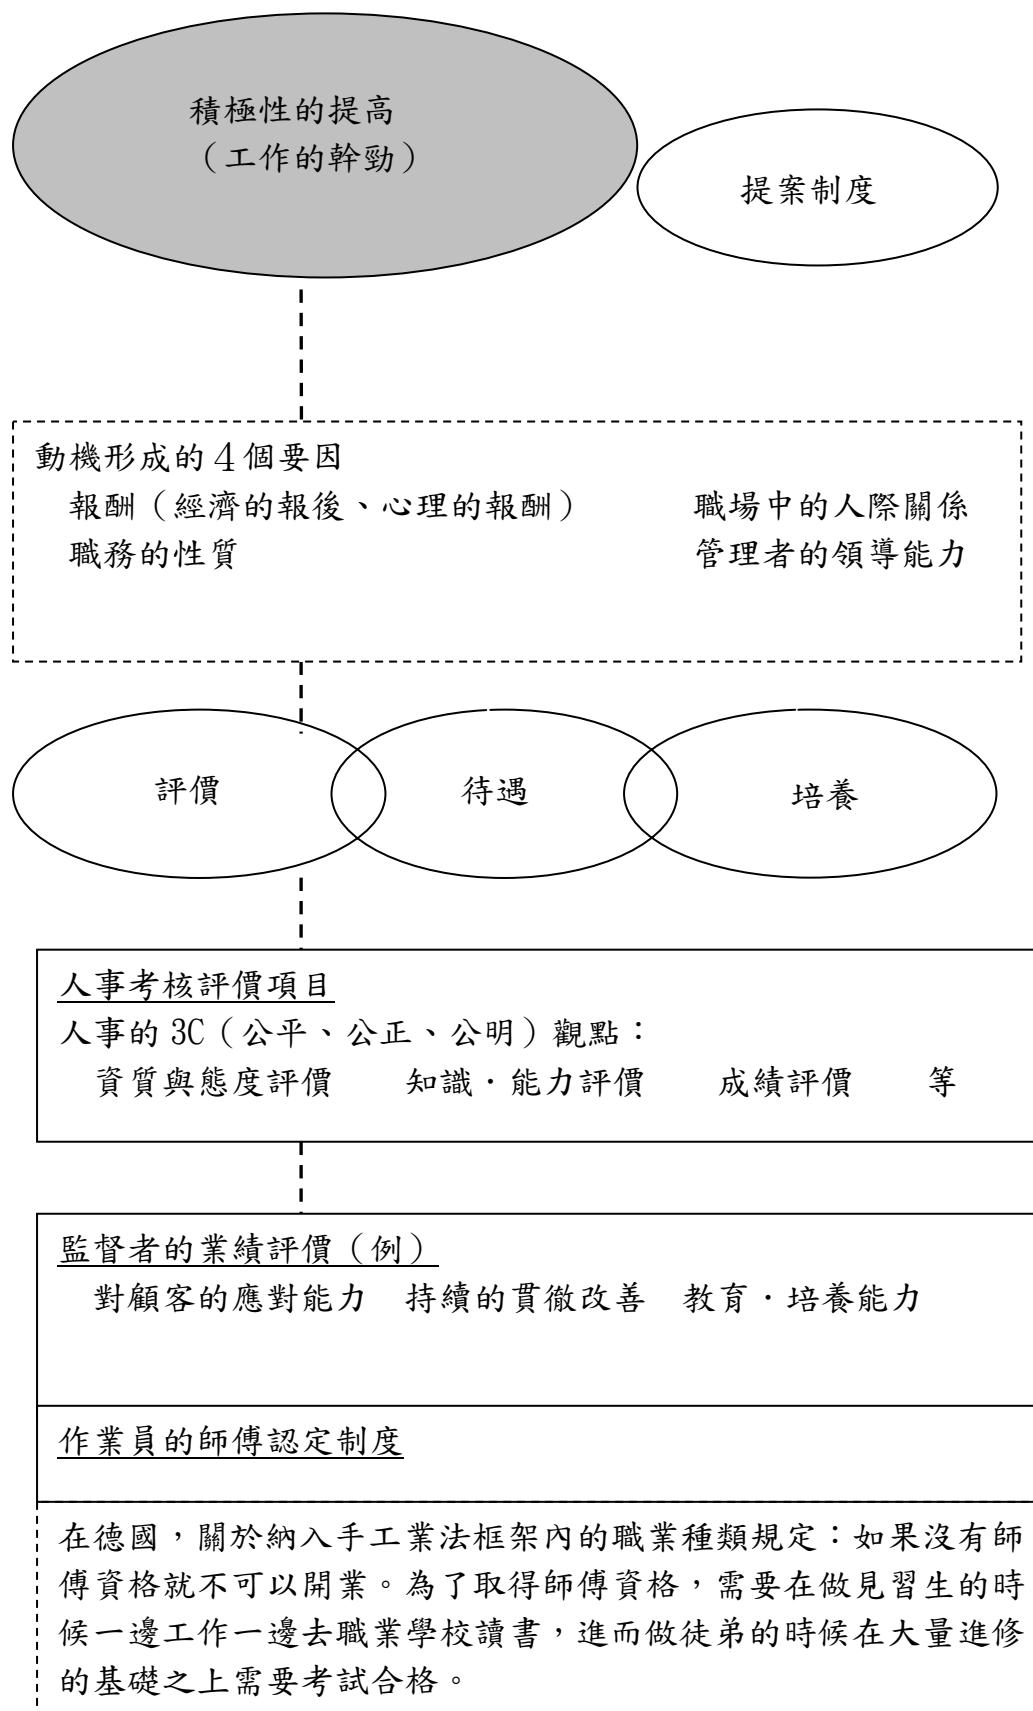 積極性的提高
（工作的幹勁）
提案制度
動機形成的４個要因
報酬（經濟的報後、心理的報酬） 職場中的人際關係
職務的性質 管理者的領導能力
評價 待遇 培養
人事考核評價項目
人事的 3C（公平、公正、公明）觀點：
資質與態度評價 知識・能力評價 成績評價 等
監督者的業績評價（例）
對顧客的應對能力 持續的貫徹改善 教育・培養能力
作業員的師傅認定制度
在德國，關於納入手工業法框架內的職業種類規定：如果沒有師
傅資格就不可以開業。為了取得師傅資格，需要在做見習生的時
候一邊工作一邊去職業學校讀書，進而做徒弟的時候在大量進修
的基礎之上需要考試合格。